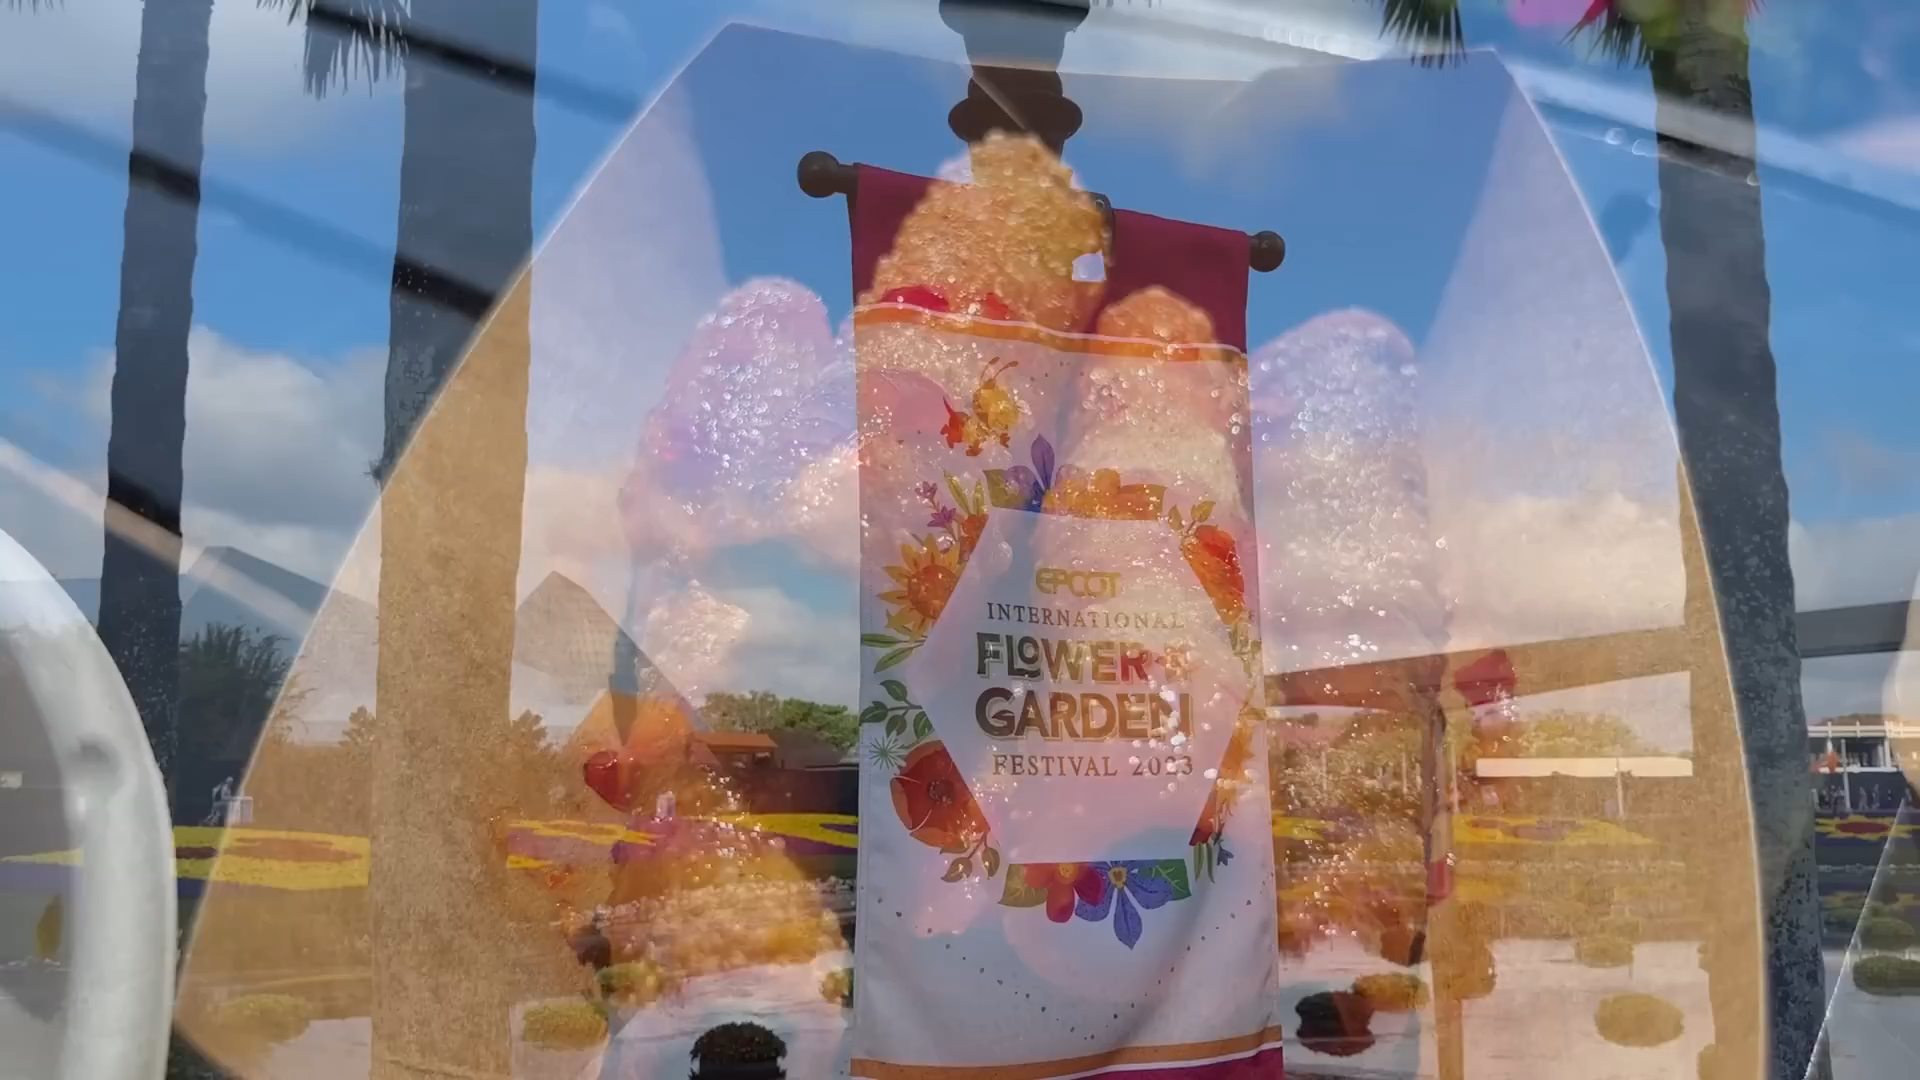 EPCOT
INTERNATIONAL
FLOWER &
GARDEN
FESTIVAL 2023